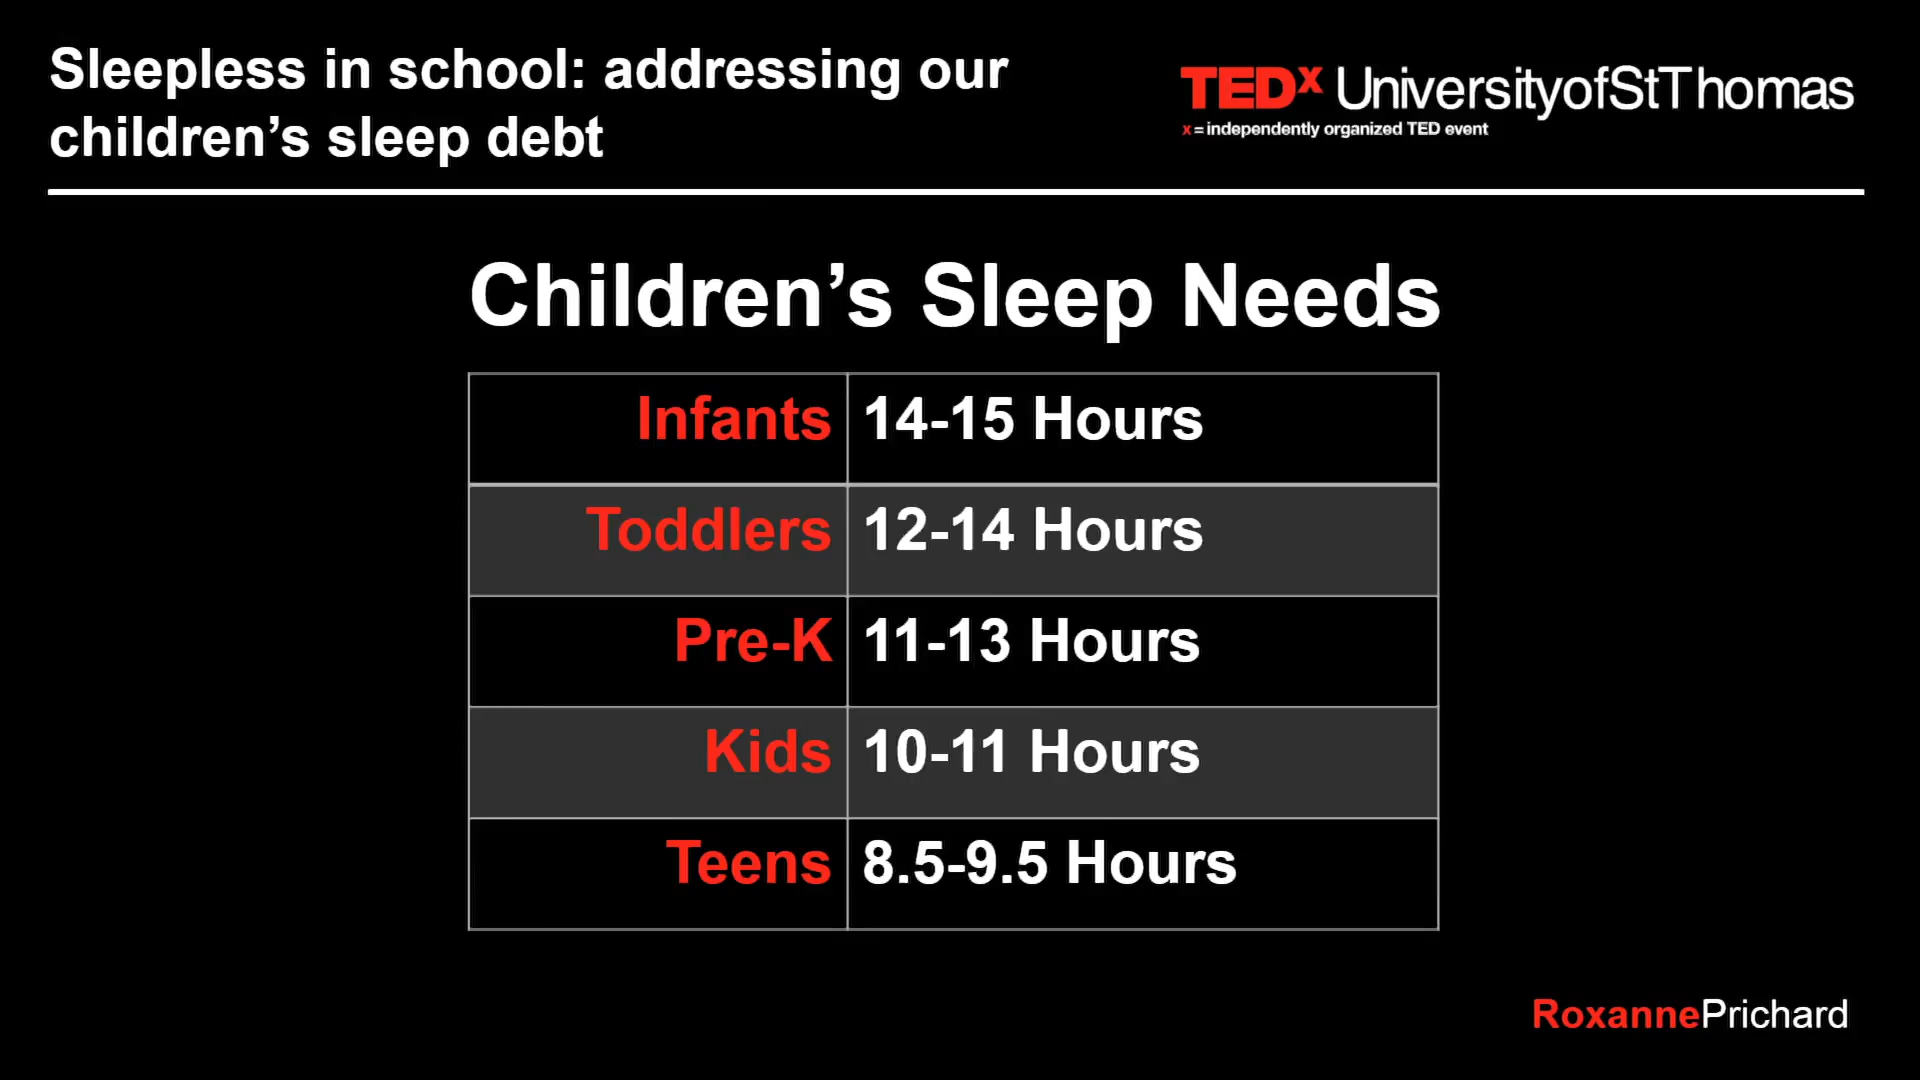 Sleepless in school: addressing our
children’s sleep debt
TEDx UniversityofStThomas
x = independently organized TED event
Children’s Sleep Needs
Infants 14-15 Hours
Toddlers 12-14 Hours
Pre-K 11-13 Hours
Kids 10-11 Hours
Teens 8.5-9.5 Hours
RoxannePrichard